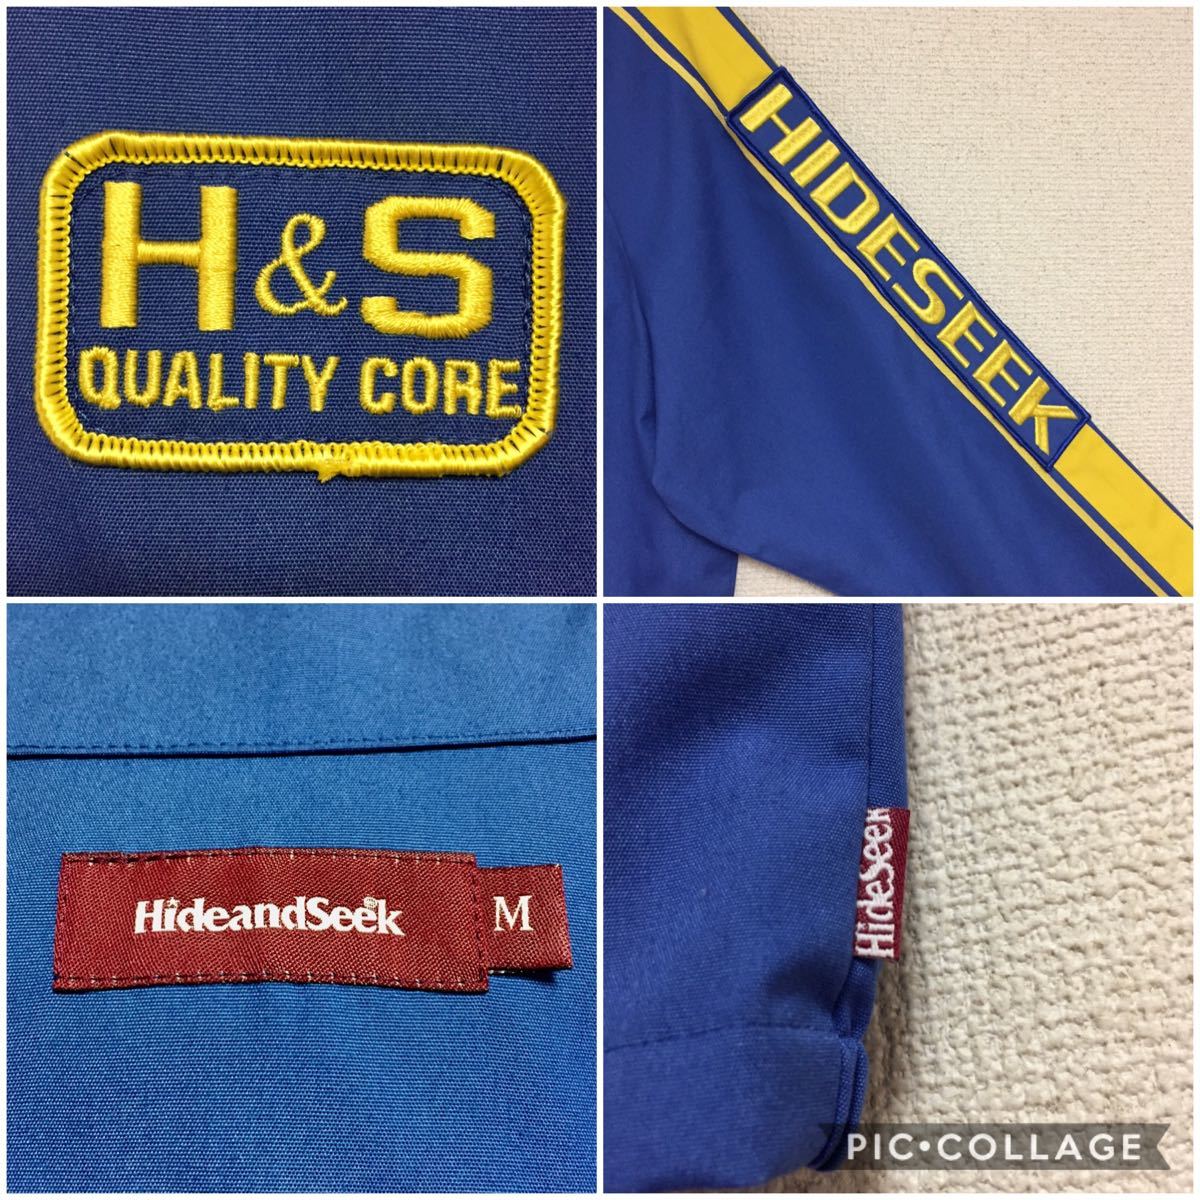 H&S
QUALITY CORE
HIDESEEK
HideandSeek
M
HideSeek
PIC•COLLAGE